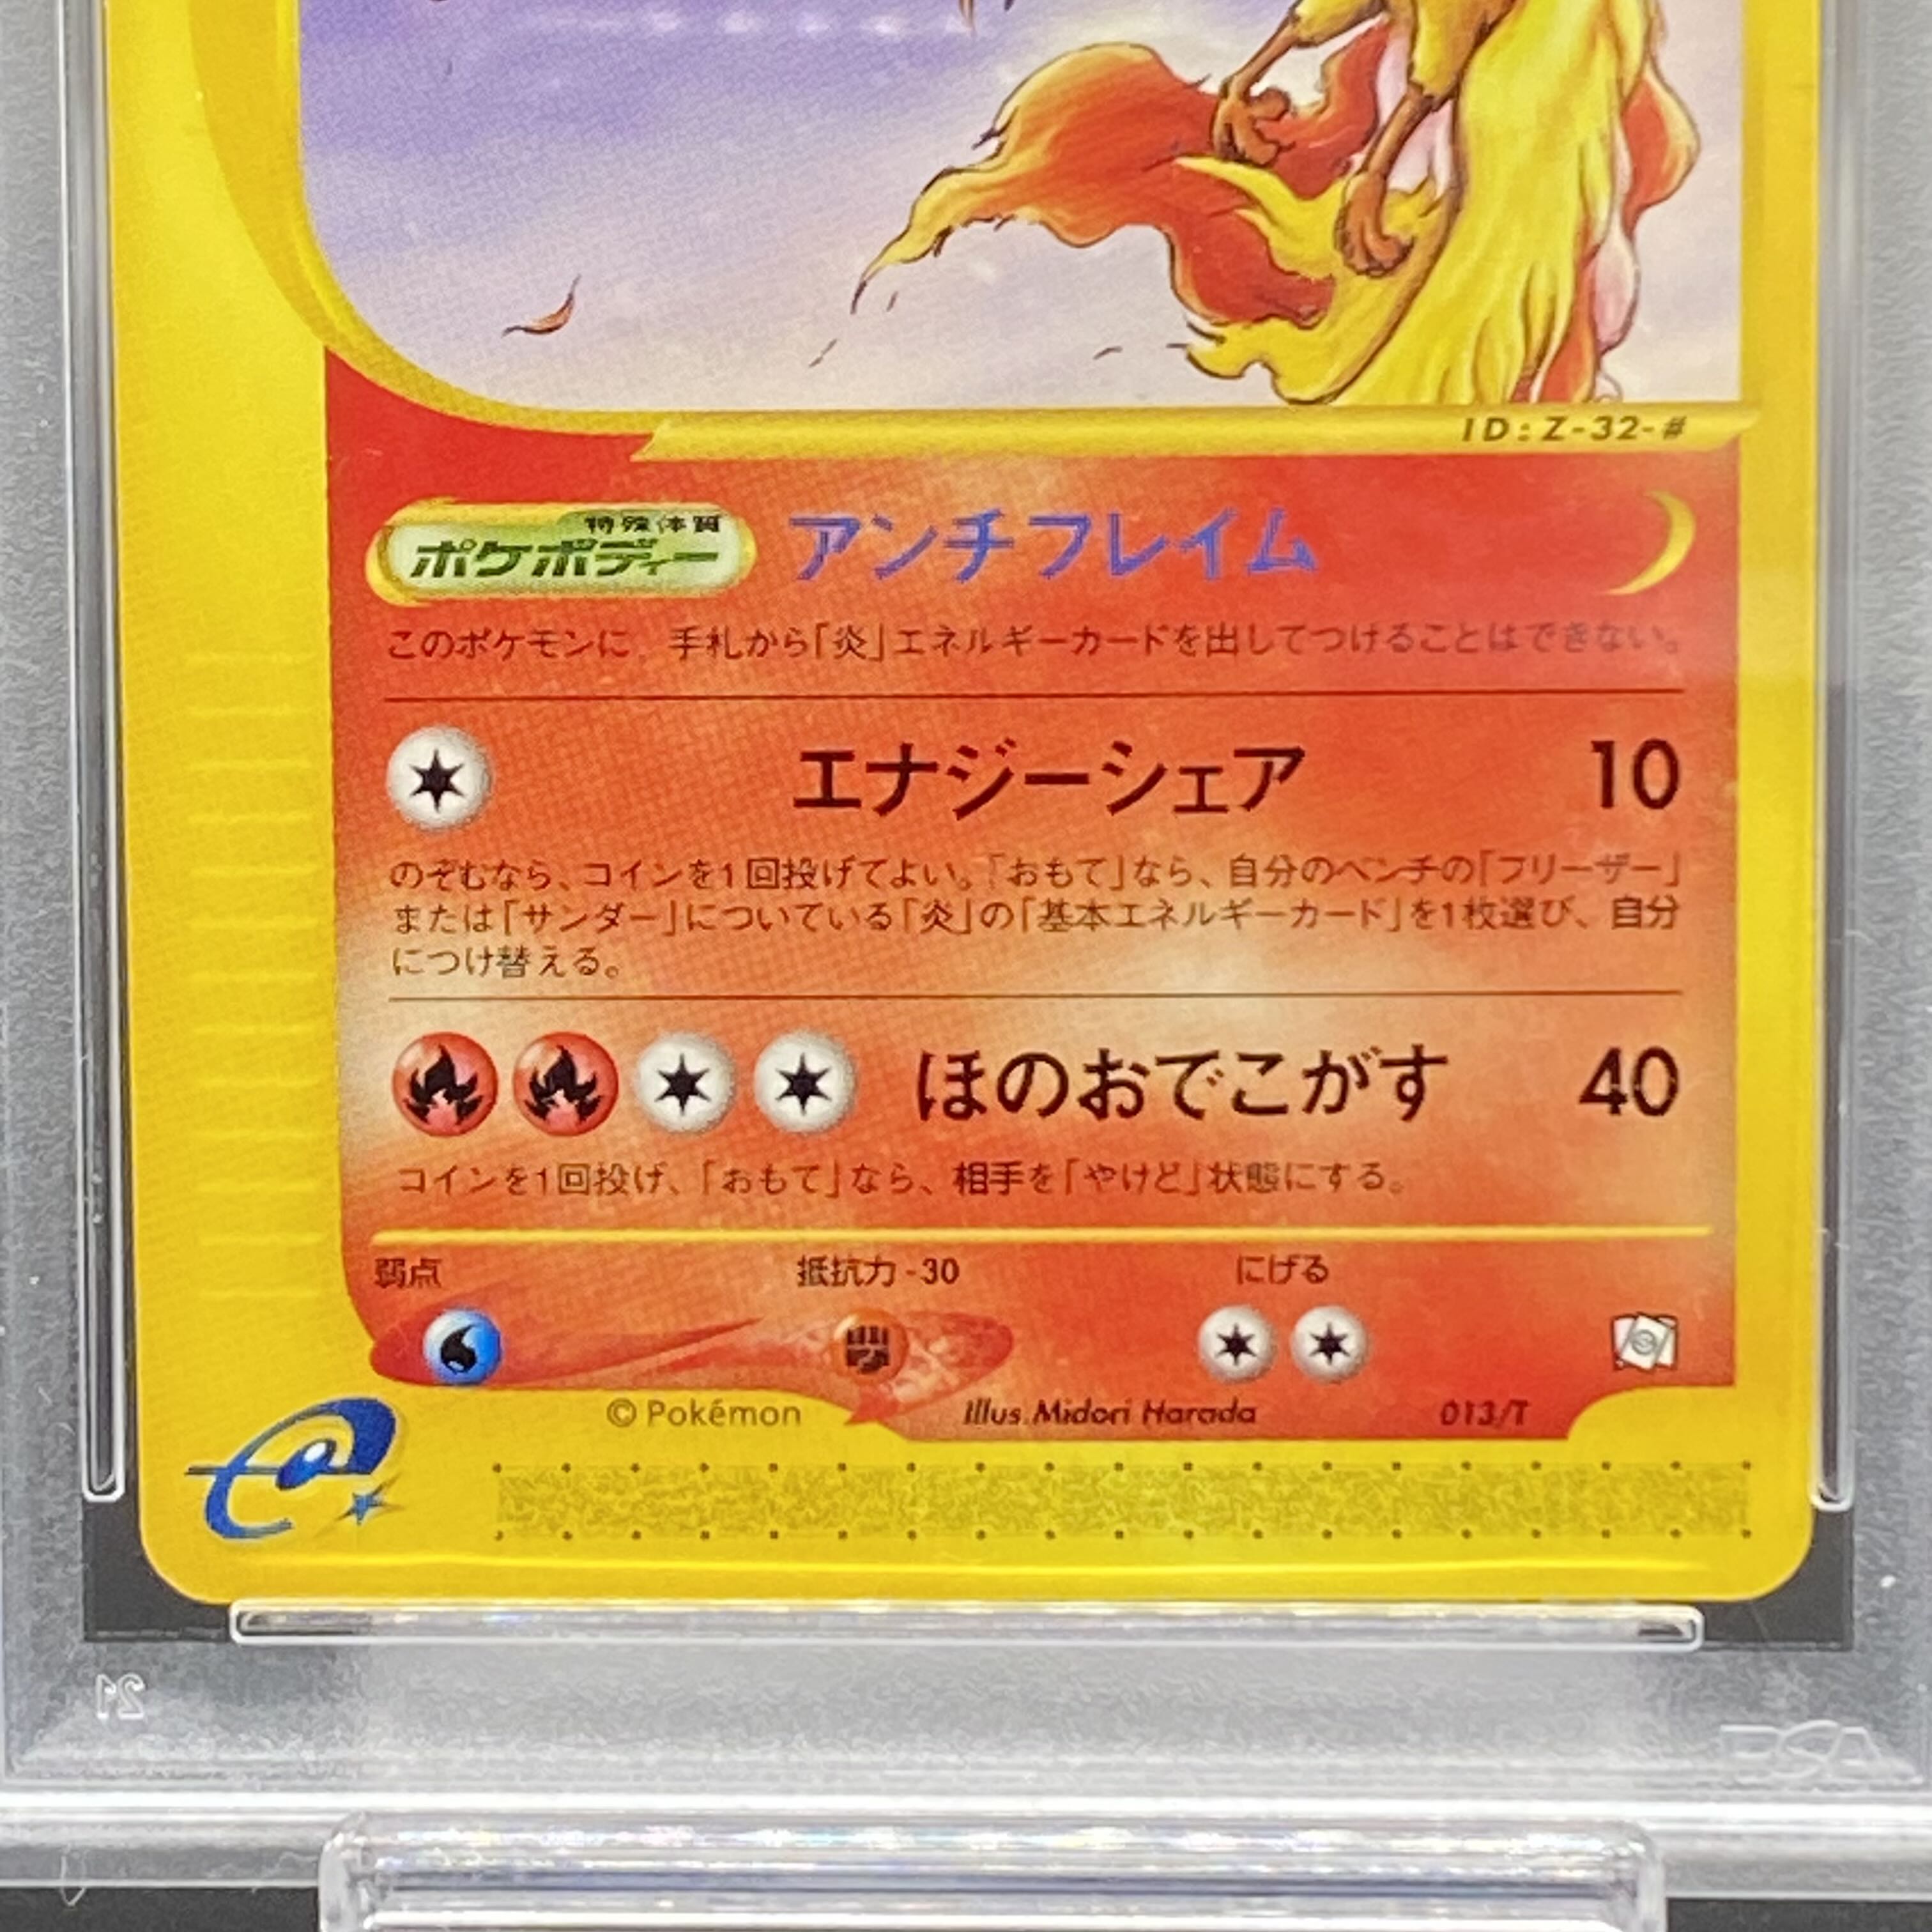 ID:Z-32-#
特殊体質
ポケボディー アンチフレイム
このポケモンに、手札から「炎」エネルギーカードを出してつけることはできない。
エナジーシェア 10
のぞむなら、コインを1回投げてよい。「おもて」なら、自分のベンチの「フリーザー」
または「サンダー」についている「炎」の「基本エネルギーカード」を1枚選び、自分
につけ替える。
ほのおでこがす 40
コインを1回投げ、「おもて」なら、相手を「やけど」状態にする。
弱点 抵抗力 -30 にげる
© Pokémon Illus. Midori Harada 013/T
e
21
PSA